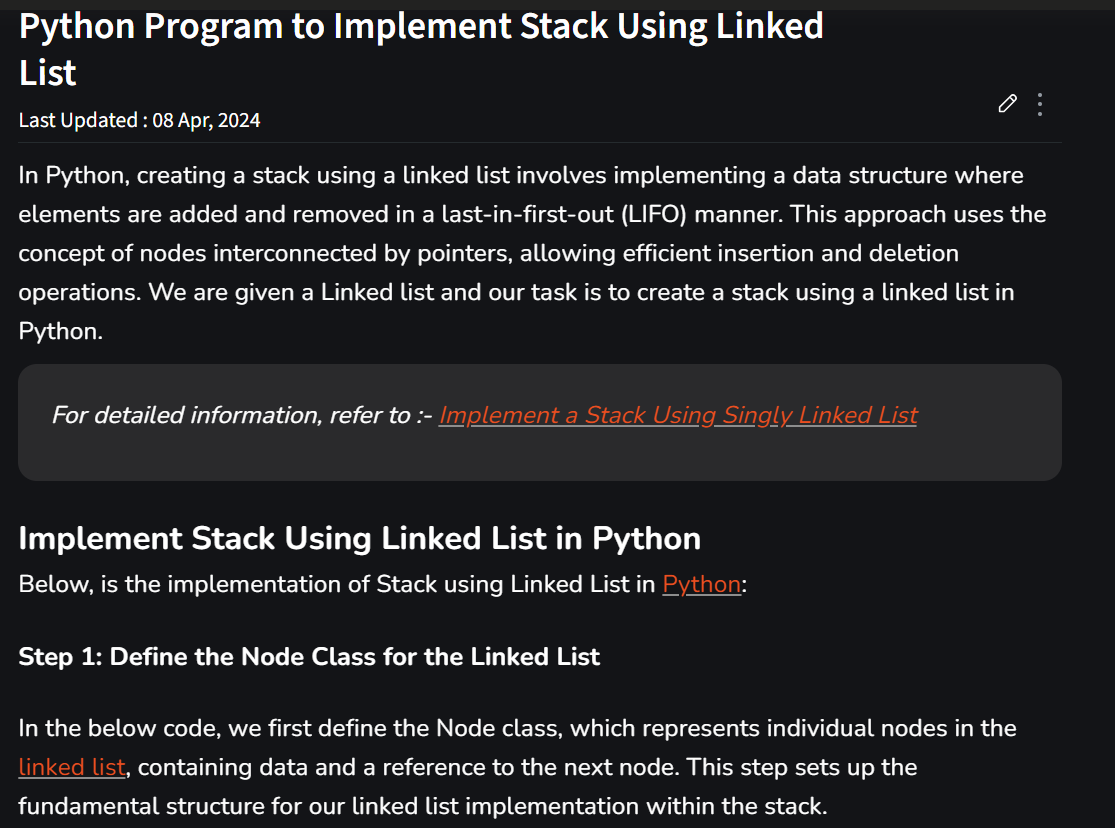 Python Program to Implement Stack Using Linked
List
Last Updated : 08 Apr, 2024
In Python, creating a stack using a linked list involves implementing a data structure where
elements are added and removed in a last-in-first-out (LIFO) manner. This approach uses the
concept of nodes interconnected by pointers, allowing efficient insertion and deletion
operations. We are given a Linked list and our task is to create a stack using a linked list in
Python.
For detailed information, refer to :- Implement a Stack Using Singly Linked List
Implement Stack Using Linked List in Python
Below, is the implementation of Stack using Linked List in Python:
Step 1: Define the Node Class for the Linked List
In the below code, we first define the Node class, which represents individual nodes in the
linked list, containing data and a reference to the next node. This step sets up the
fundamental structure for our linked list implementation within the stack.